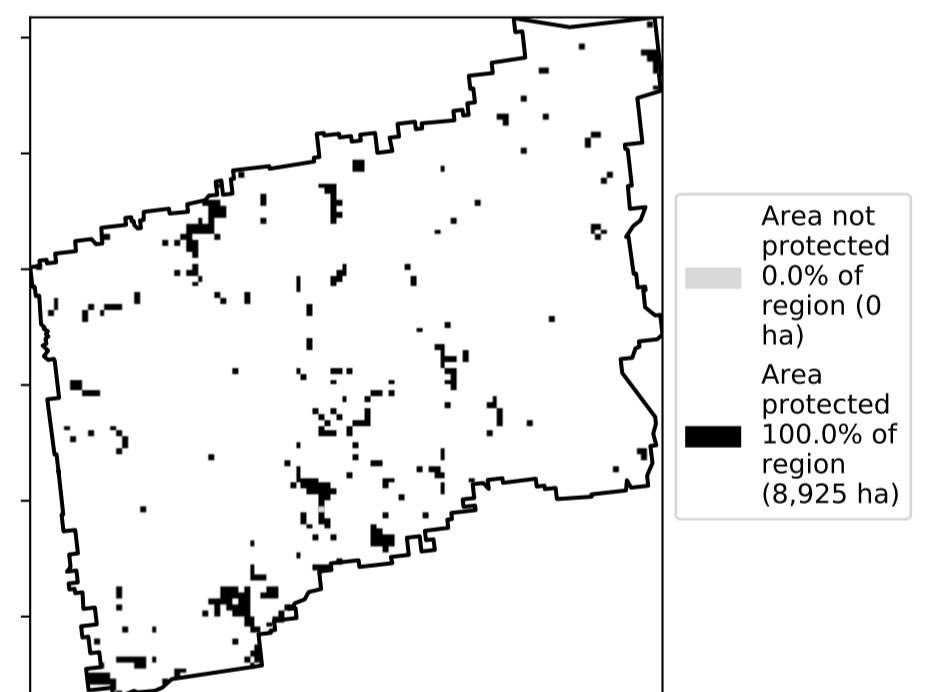 Area not
protected
0.0% of
region (0
ha)
Area
protected
100.0% of
region
(8,925 ha)